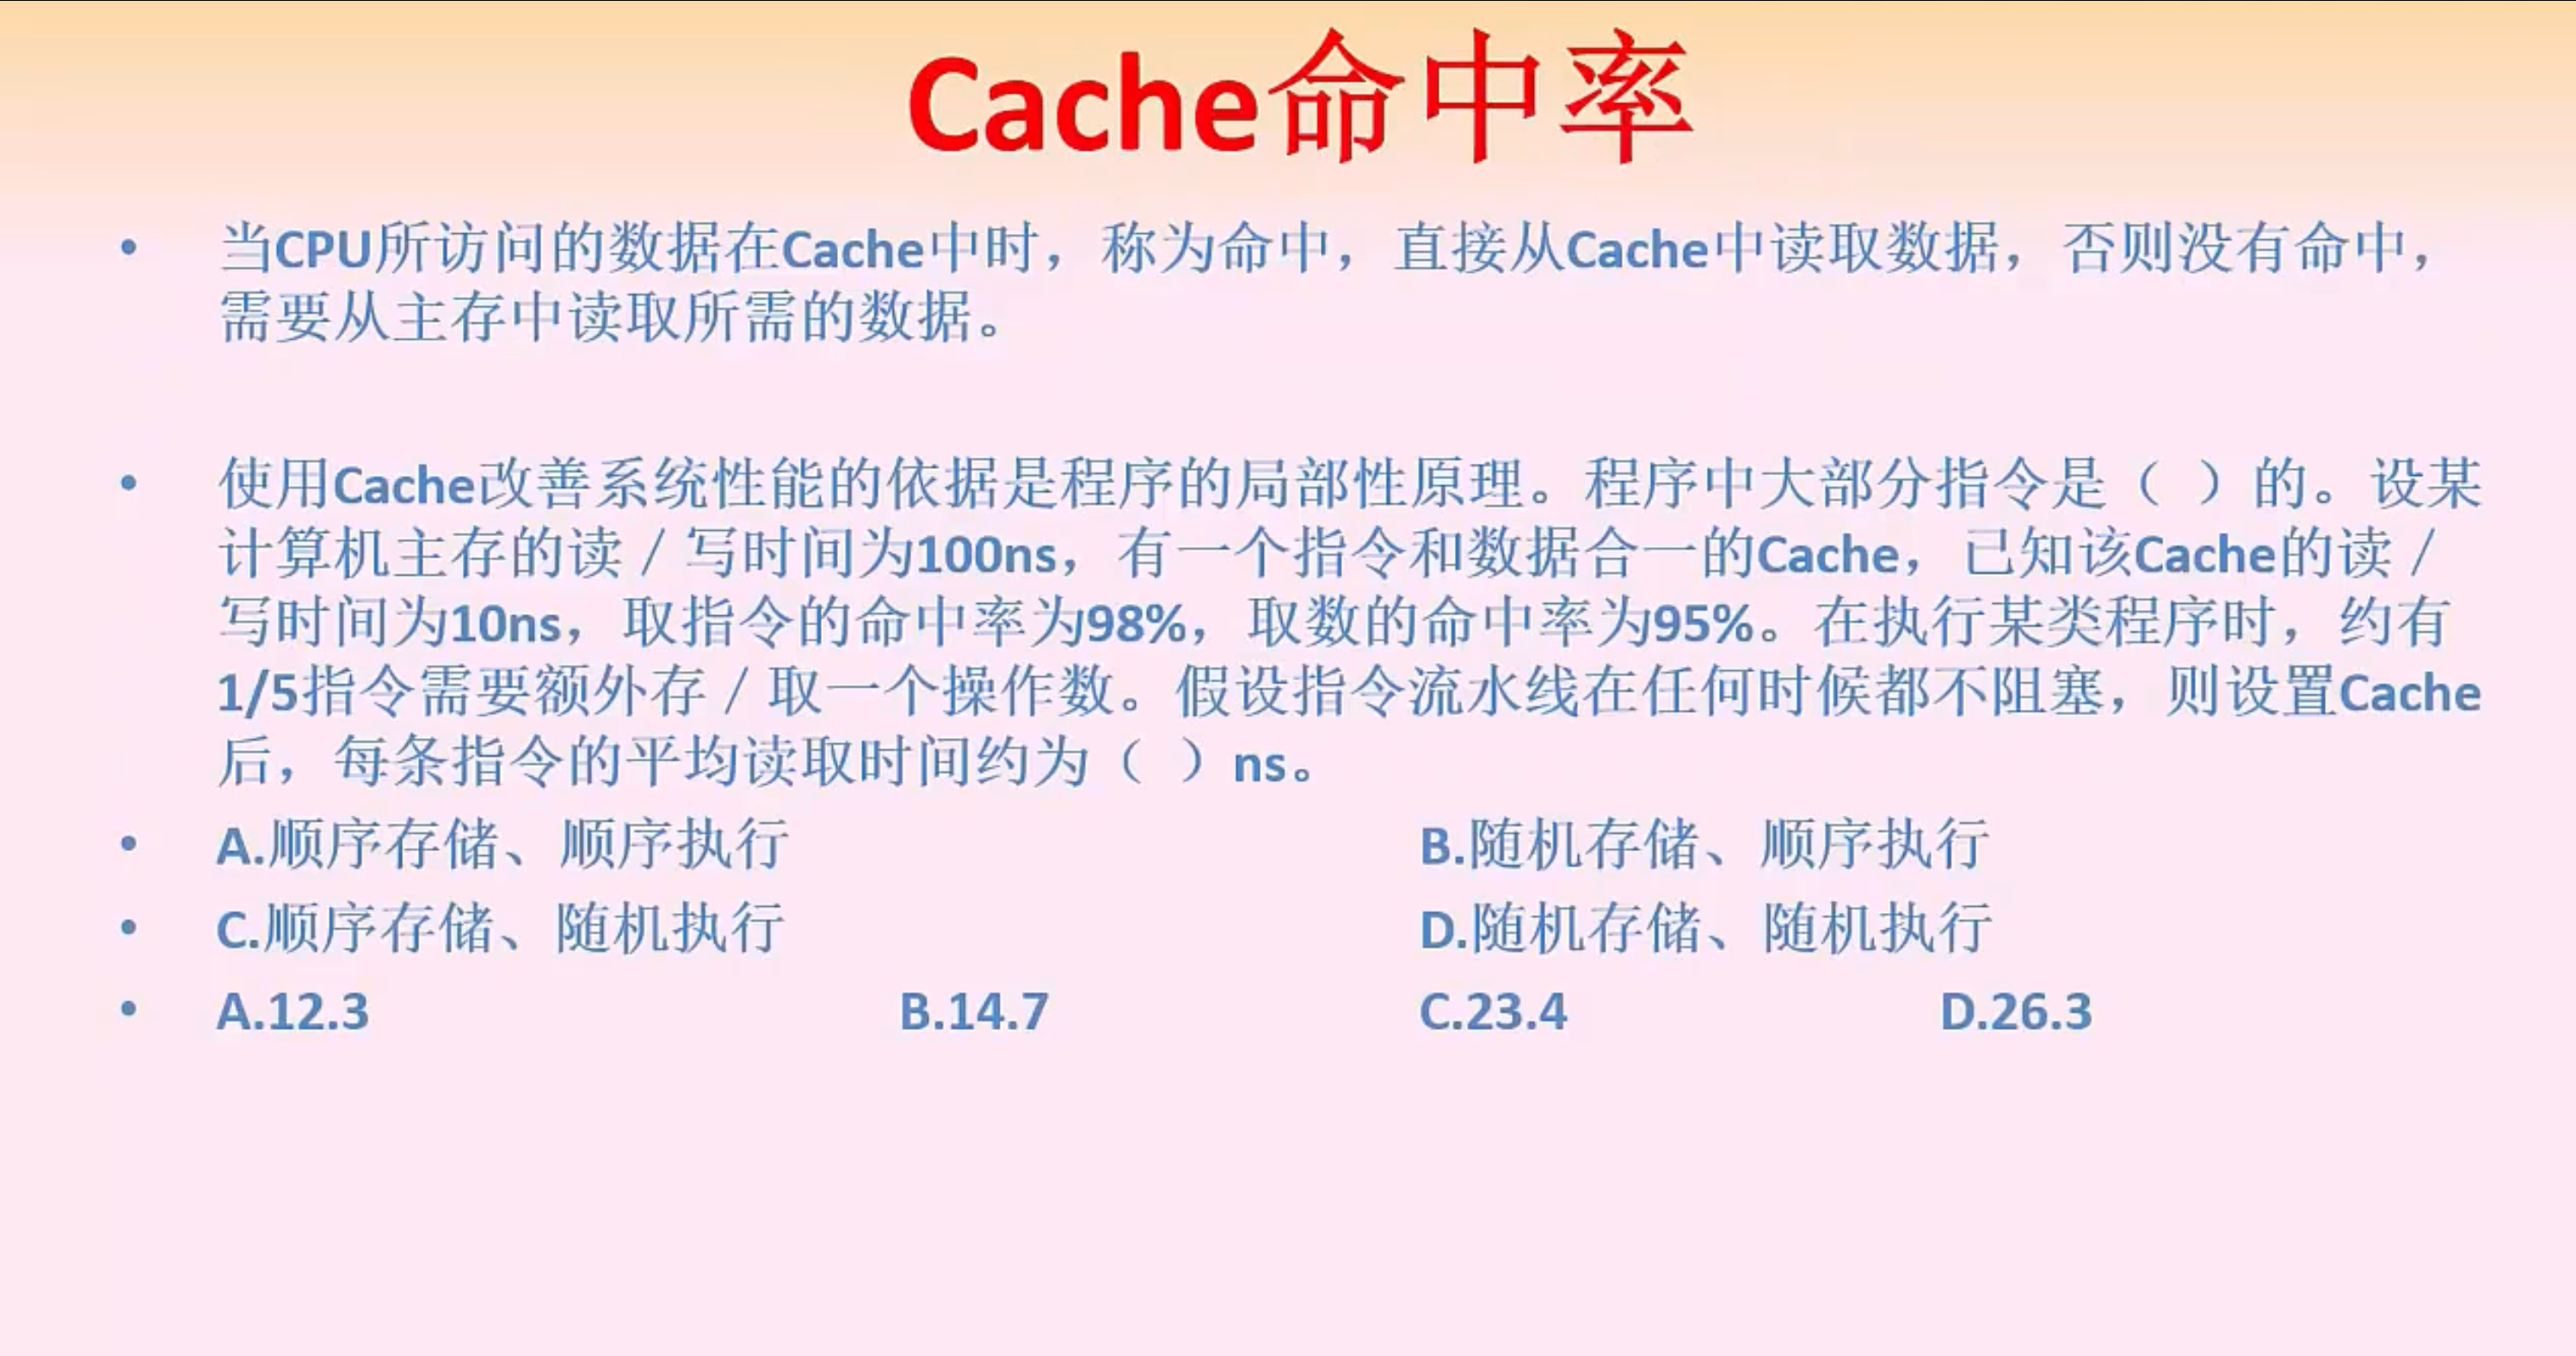 Cache命中率
• 当CPU所访问的数据在Cache中时，称为命中，直接从Cache中读取数据，否则没有命中，
需要从主存中读取所需的数据。
• 使用Cache改善系统性能的依据是程序的局部性原理。程序中大部分指令是（ ）的。设某
计算机主存的读／写时间为100ns，有一个指令和数据合一的Cache，已知该Cache的读／
写时间为10ns，取指令的命中率为98%，取数的命中率为95%。在执行某类程序时，约有
1/5指令需要额外存／取一个操作数。假设指令流水线在任何时候都不阻塞，则设置Cache
后，每条指令的平均读取时间约为（ ）ns。
• A.顺序存储、顺序执行 B.随机存储、顺序执行
• C.顺序存储、随机执行 D.随机存储、随机执行
• A.12.3 B.14.7 C.23.4 D.26.3